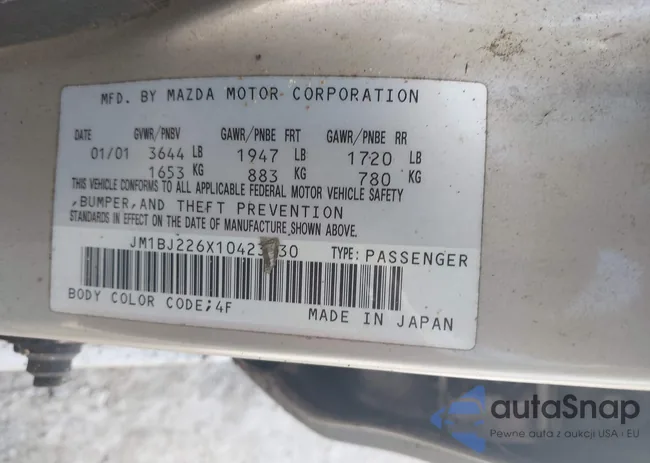 MFD. BY MAZDA MOTOR CORPORATION
DATE GVWR/PNBV GAWR/PNBE FRT GAWR/PNBE RR
01/01 3644 LB 1947 LB 1720 LB
1653 KG 883 KG 780 KG
THIS VEHICLE CONFORMS TO ALL APPLICABLE FEDERAL MOTOR VEHICLE SAFETY
,BUMPER,AND THEFT PREVENTION
STANDARDS IN EFFECT ON THE DATE OF MANUFACTURE,SHOWN ABOVE.
TYPE: PASSENGER
BODY COLOR CODE;4F
MADE IN JAPAN
autoSnap
Pewne auta z aukcji USA i EU